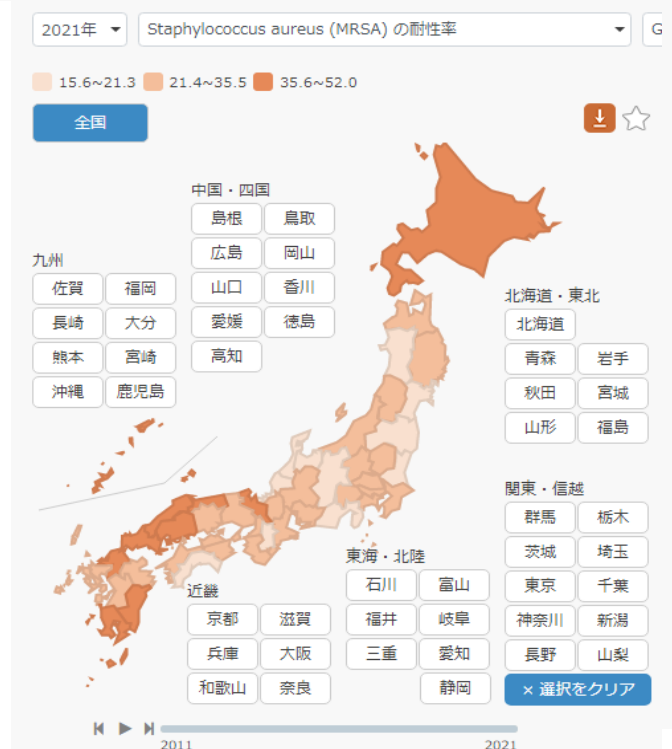 2021年
Staphylococcus aureus (MRSA) の耐性率
G
15.6~21.3
21.4~35.5
35.6~52.0
全国
中国・四国
島根 鳥取
広島 岡山
山口 香川
愛媛 徳島
高知
九州
佐賀 福岡
長崎 大分
熊本 宮崎
沖縄 鹿児島
北海道・東北
北海道
青森 岩手
秋田 宮城
山形 福島
関東・信越
群馬 栃木
茨城 埼玉
東京 千葉
神奈川 新潟
長野 山梨
× 選択をクリア
東海・北陸
石川 富山
福井 岐阜
三重 愛知
静岡
近畿
京都 滋賀
兵庫 大阪
和歌山 奈良
2011
2021